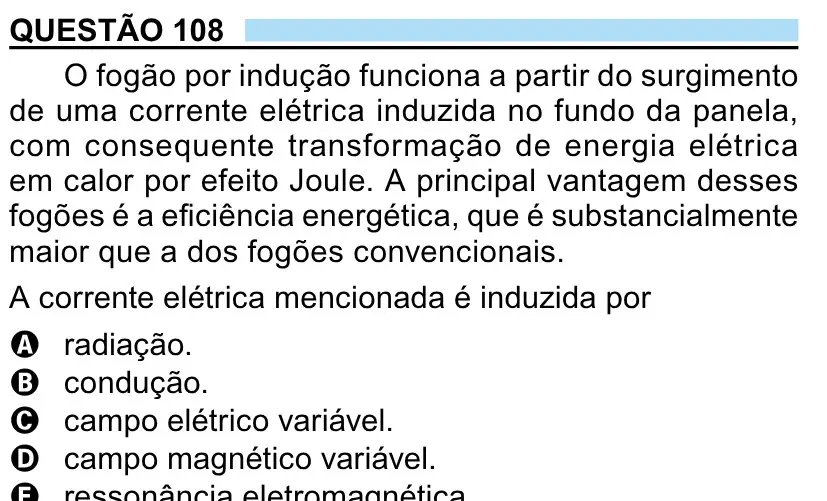 QUESTÃO 108
O fogão por indução funciona a partir do surgimento
de uma corrente elétrica induzida no fundo da panela,
com consequente transformação de energia elétrica
em calor por efeito Joule. A principal vantagem desses
fogões é a eficiência energética, que é substancialmente
maior que a dos fogões convencionais.
A corrente elétrica mencionada é induzida por
A radiação.
B condução.
C campo elétrico variável.
D campo magnético variável.
E ressonância eletromagnética.